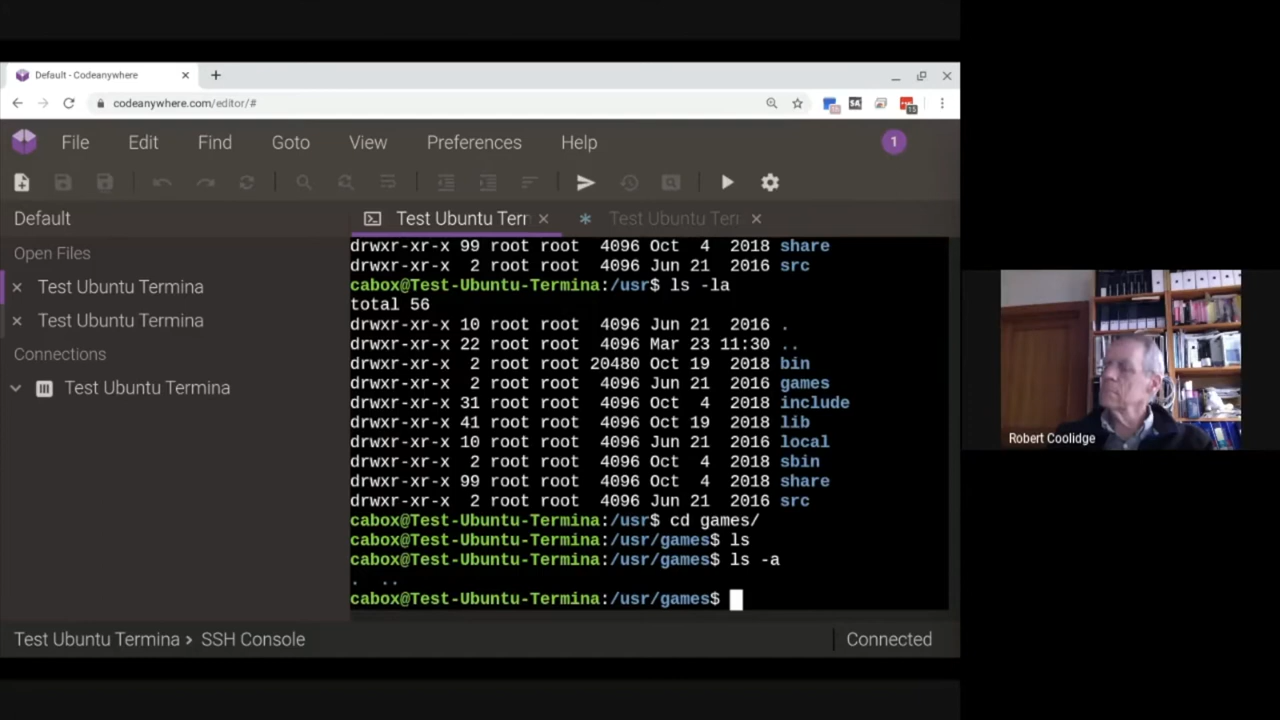 Default - Codeanywhere
codeanywhere.com/editor/#
File Edit Find Goto View Preferences Help
1
Default
Open Files
Test Ubuntu Termina
Test Ubuntu Termina
Connections
Test Ubuntu Termina
Test Ubuntu Terr
Test Ubuntu Terr
drwxr-xr-x 99 root root 4096 Oct 4 2018 share
drwxr-xr-x 2 root root 4096 Jun 21 2016 src
cabox@Test-Ubuntu-Termina:/usr$ ls -la
total 56
drwxr-xr-x 10 root root 4096 Jun 21 2016 .
drwxr-xr-x 22 root root 4096 Mar 23 11:30 ..
drwxr-xr-x 2 root root 20480 Oct 19 2018 bin
drwxr-xr-x 2 root root 4096 Jun 21 2016 games
drwxr-xr-x 31 root root 4096 Oct 4 2018 include
drwxr-xr-x 41 root root 4096 Oct 19 2018 lib
drwxr-xr-x 10 root root 4096 Jun 21 2016 local
drwxr-xr-x 2 root root 4096 Oct 4 2018 sbin
drwxr-xr-x 99 root root 4096 Oct 4 2018 share
drwxr-xr-x 2 root root 4096 Jun 21 2016 src
cabox@Test-Ubuntu-Termina:/usr$ cd games/
cabox@Test-Ubuntu-Termina:/usr/games$ ls
cabox@Test-Ubuntu-Termina:/usr/games$ ls -a
. ..
cabox@Test-Ubuntu-Termina:/usr/games$
Test Ubuntu Termina > SSH Console
Connected
Robert Coolidge